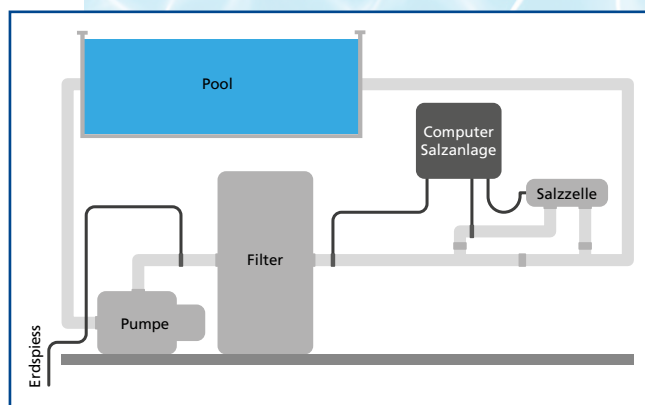 Pool
Computer
Salzanlage
Salzzelle
Filter
Pumpe
Erdspiess